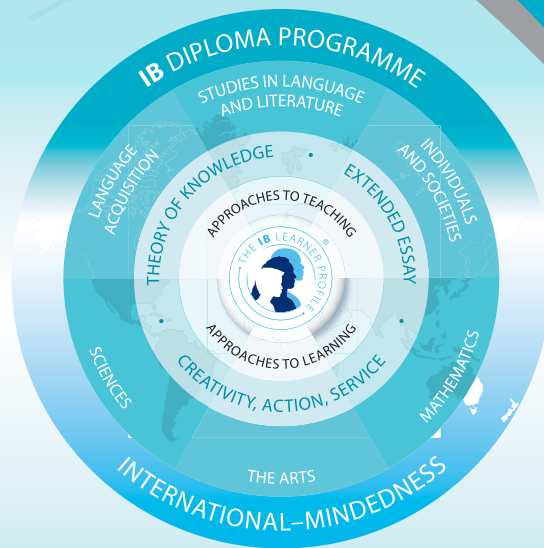 IB DIPLOMA PROGRAMME
STUDIES IN LANGUAGE
AND LITERATURE
LANGUAGE
ACQUISITION
INDIVIDUALS
AND SOCIETIES
THEORY OF KNOWLEDGE
EXTENDED ESSAY
APPROACHES TO TEACHING
THE IB LEARNER PROFILE ®
APPROACHES TO LEARNING
CREATIVITY, ACTION, SERVICE
SCIENCES
MATHEMATICS
THE ARTS
INTERNATIONAL–MINDEDNESS